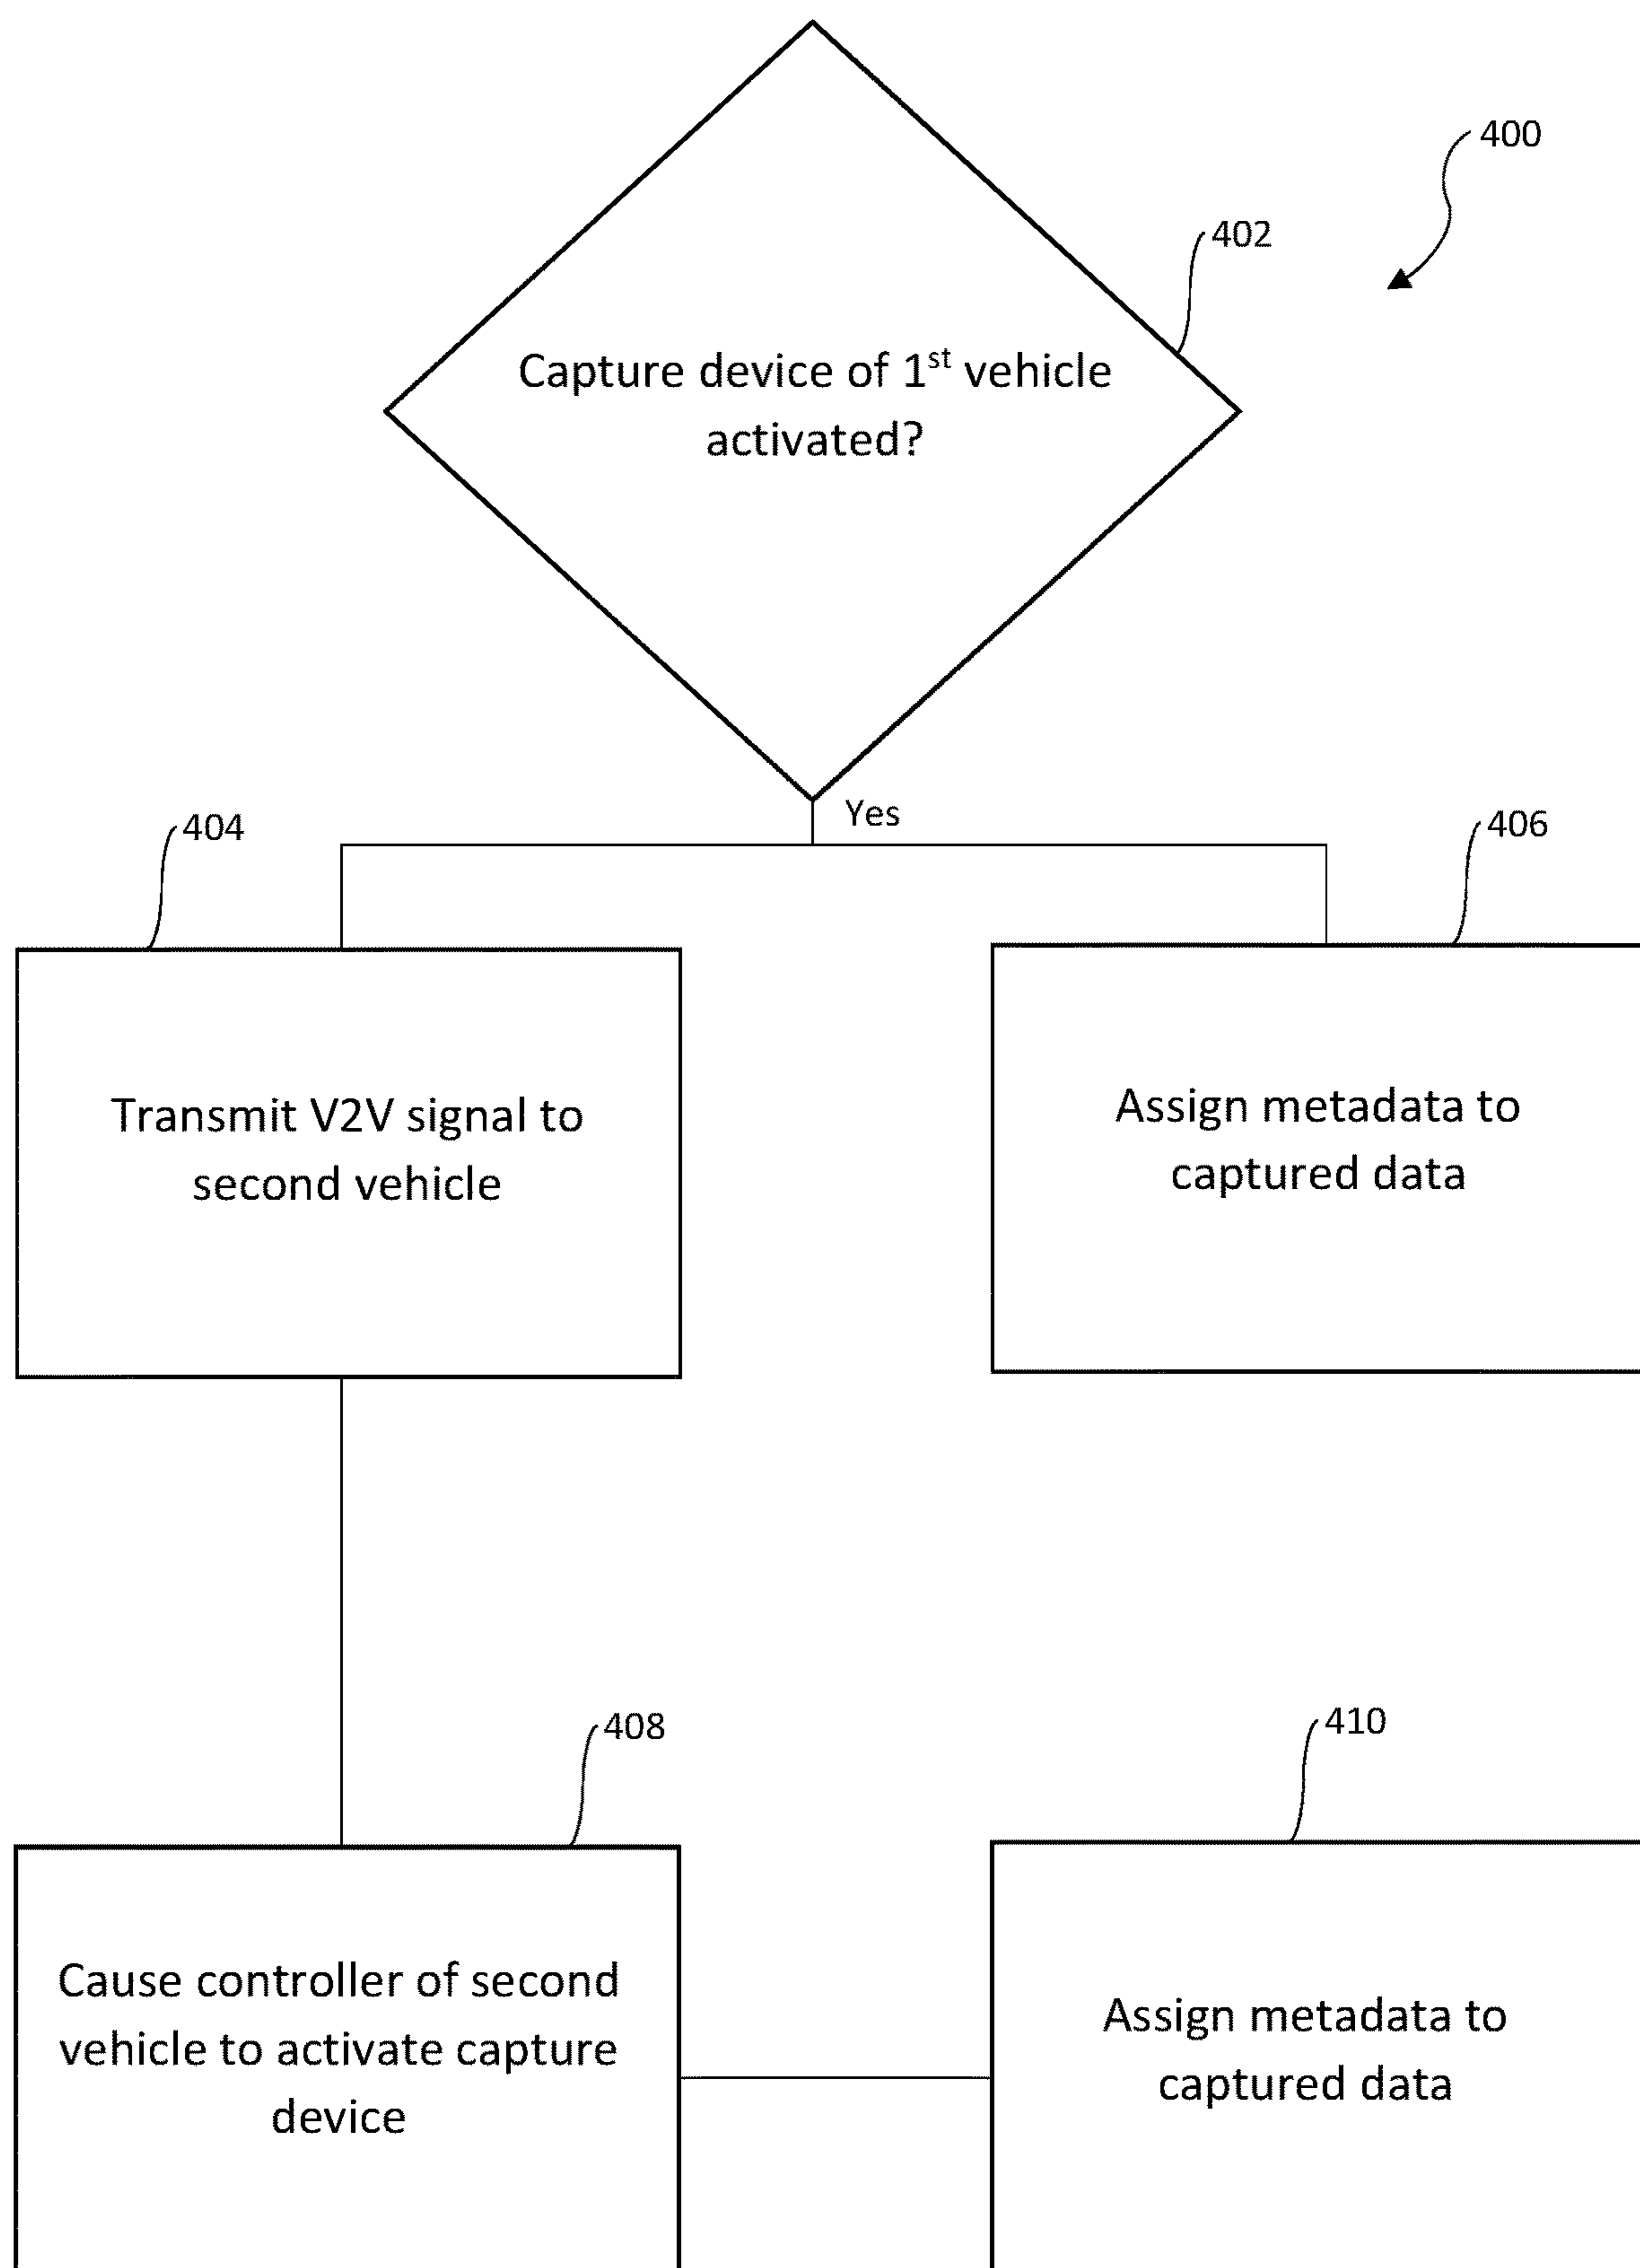 400
402
Capture device of 1st vehicle
activated?
Yes
404
406
Transmit V2V signal to
second vehicle
Assign metadata to
captured data
408
410
Cause controller of second
vehicle to activate capture
device
Assign metadata to
captured data